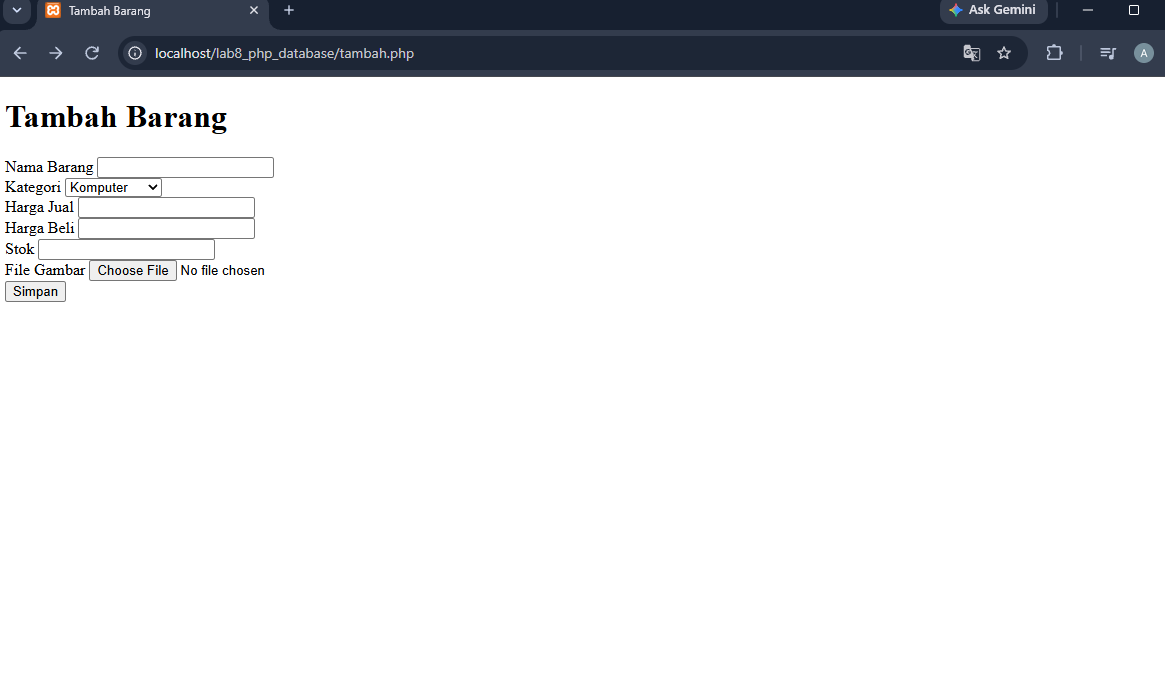 Tambah Barang
Ask Gemini
localhost/lab8_php_database/tambah.php
A
Tambah Barang
Nama Barang
Kategori Komputer
Harga Jual
Harga Beli
Stok
File Gambar Choose File No file chosen
Simpan